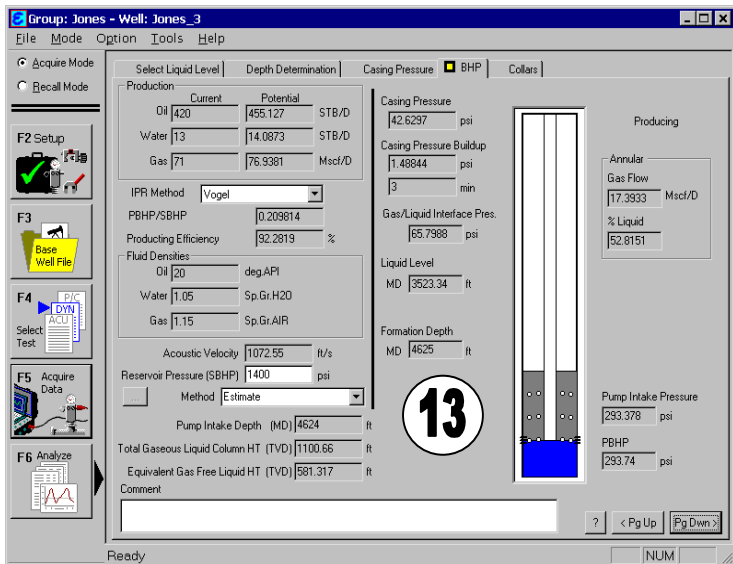 Group: Jones - Well: Jones_3
File Mode Option Tools Help
Acquire Mode
Recall Mode
F2 Setup
F3
Base
Well File
F4
P/C
DYN
ACU
Select
Test
F5 Acquire
Data
F6 Analyze
Select Liquid Level
Depth Determination
Casing Pressure
BHP
Collars
Production
Current Potential
Oil 420 455.127 STB/D
Water 13 14.0873 STB/D
Gas 71 76.9381 Mscf/D
IPR Method Vogel
PBHP/SBHP 0.209814
Producting Efficiency 92.2819 %
Fluid Densities
Oil 20 deg.API
Water 1.05 Sp.Gr.H2O
Gas 1.15 Sp.Gr.AIR
Acoustic Velocity 1072.55 ft/s
Reservoir Pressure (SBHP) 1400 psi
... Method Estimate
Pump Intake Depth (MD) 4624 ft
Total Gaseous Liquid Column HT (TVD) 1100.66 ft
Equivalent Gas Free Liquid HT (TVD) 581.317 ft
Comment
Casing Pressure
42.6297 psi
Casing Pressure Buildup
1.48844 psi
3 min
Gas/Liquid Interface Pres.
65.7988 psi
Liquid Level
MD 3523.34 ft
Formation Depth
MD 4625 ft
13
Producing
Annular
Gas Flow
17.3933 Mscf/D
% Liquid
52.8151
Pump Intake Pressure
293.378 psi
PBHP
293.74 psi
? < Pg Up Pg Dwn >
Ready
NUM